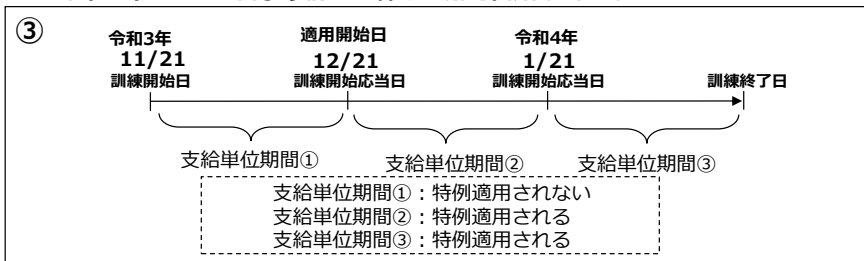 ③
令和3年 適用開始日 令和4年
11/21 12/21 1/21
訓練開始日 訓練開始応当日 訓練開始応当日 訓練終了日
支給単位期間① 支給単位期間② 支給単位期間③
支給単位期間①：特例適用されない
支給単位期間②：特例適用される
支給単位期間③：特例適用される